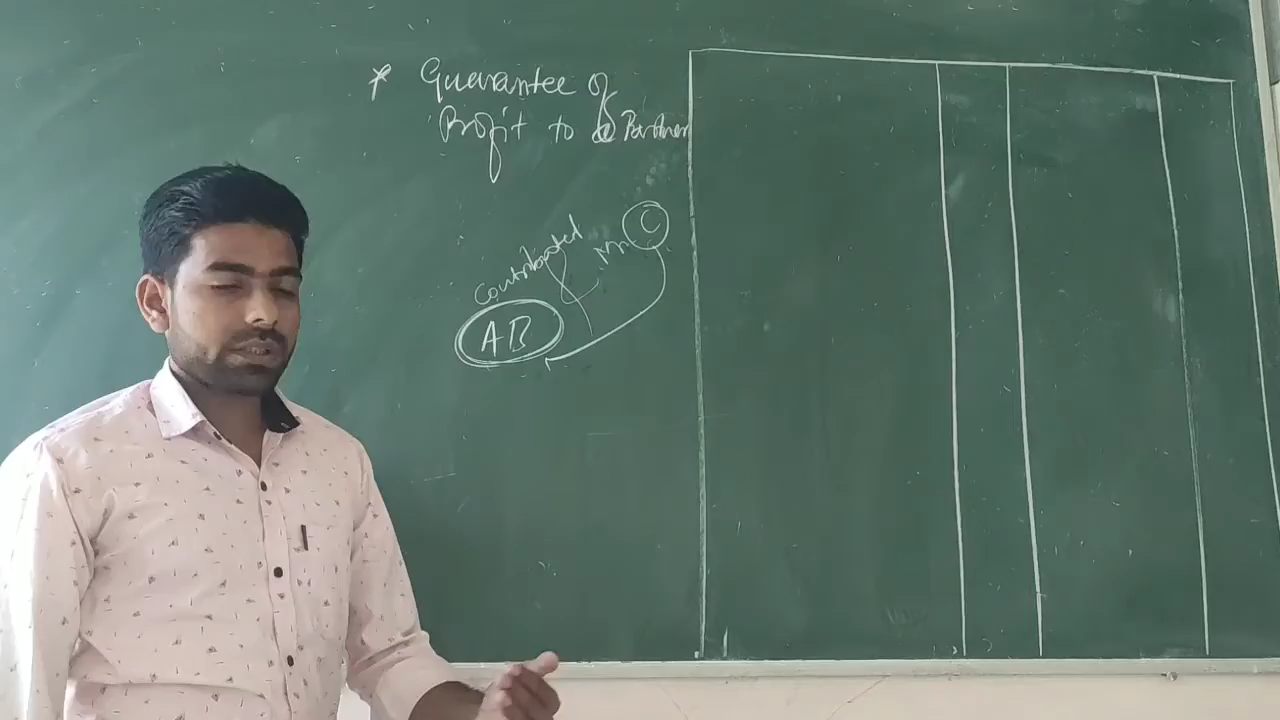 * Guarantee of
Profit to a Partner
Contributed
Mr C
AB